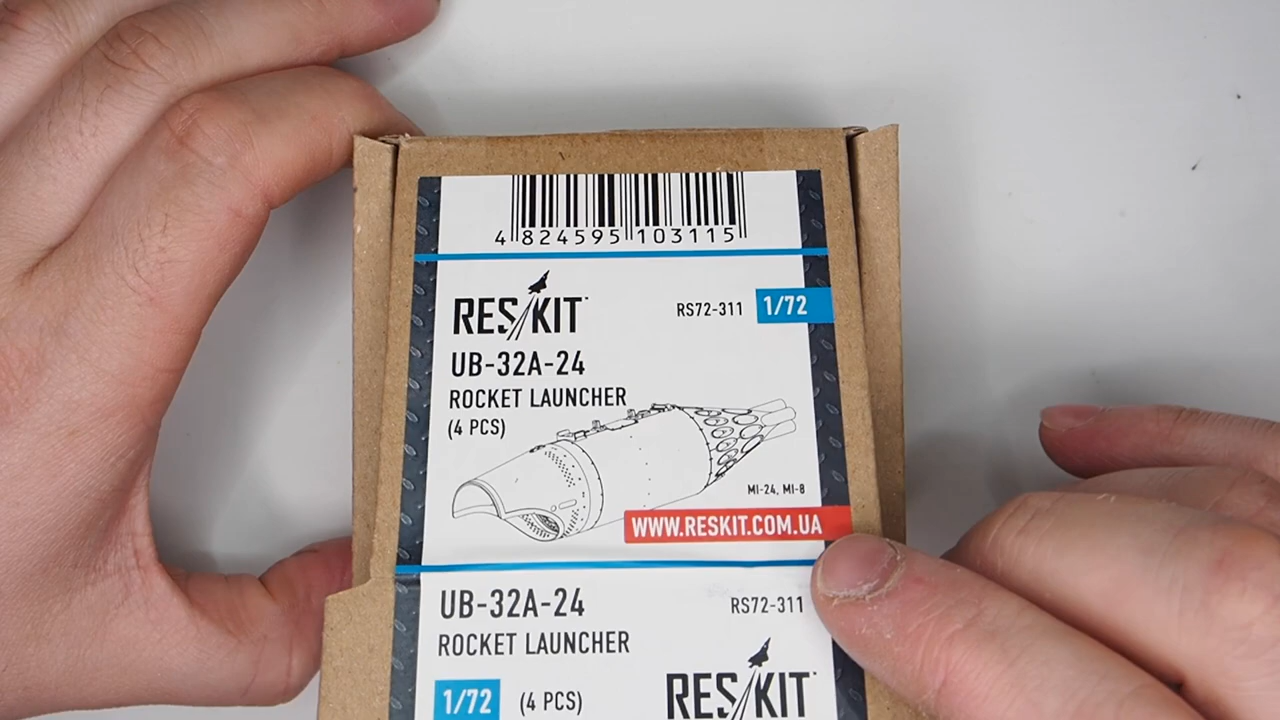 4 824595 103115
RESKIT
RS72-311 1/72
UB-32A-24
ROCKET LAUNCHER
(4 PCS)
MI-24, MI-8
WWW.RESKIT.COM.UA
UB-32A-24
RS72-311
ROCKET LAUNCHER
1/72 (4 PCS)
RESKIT